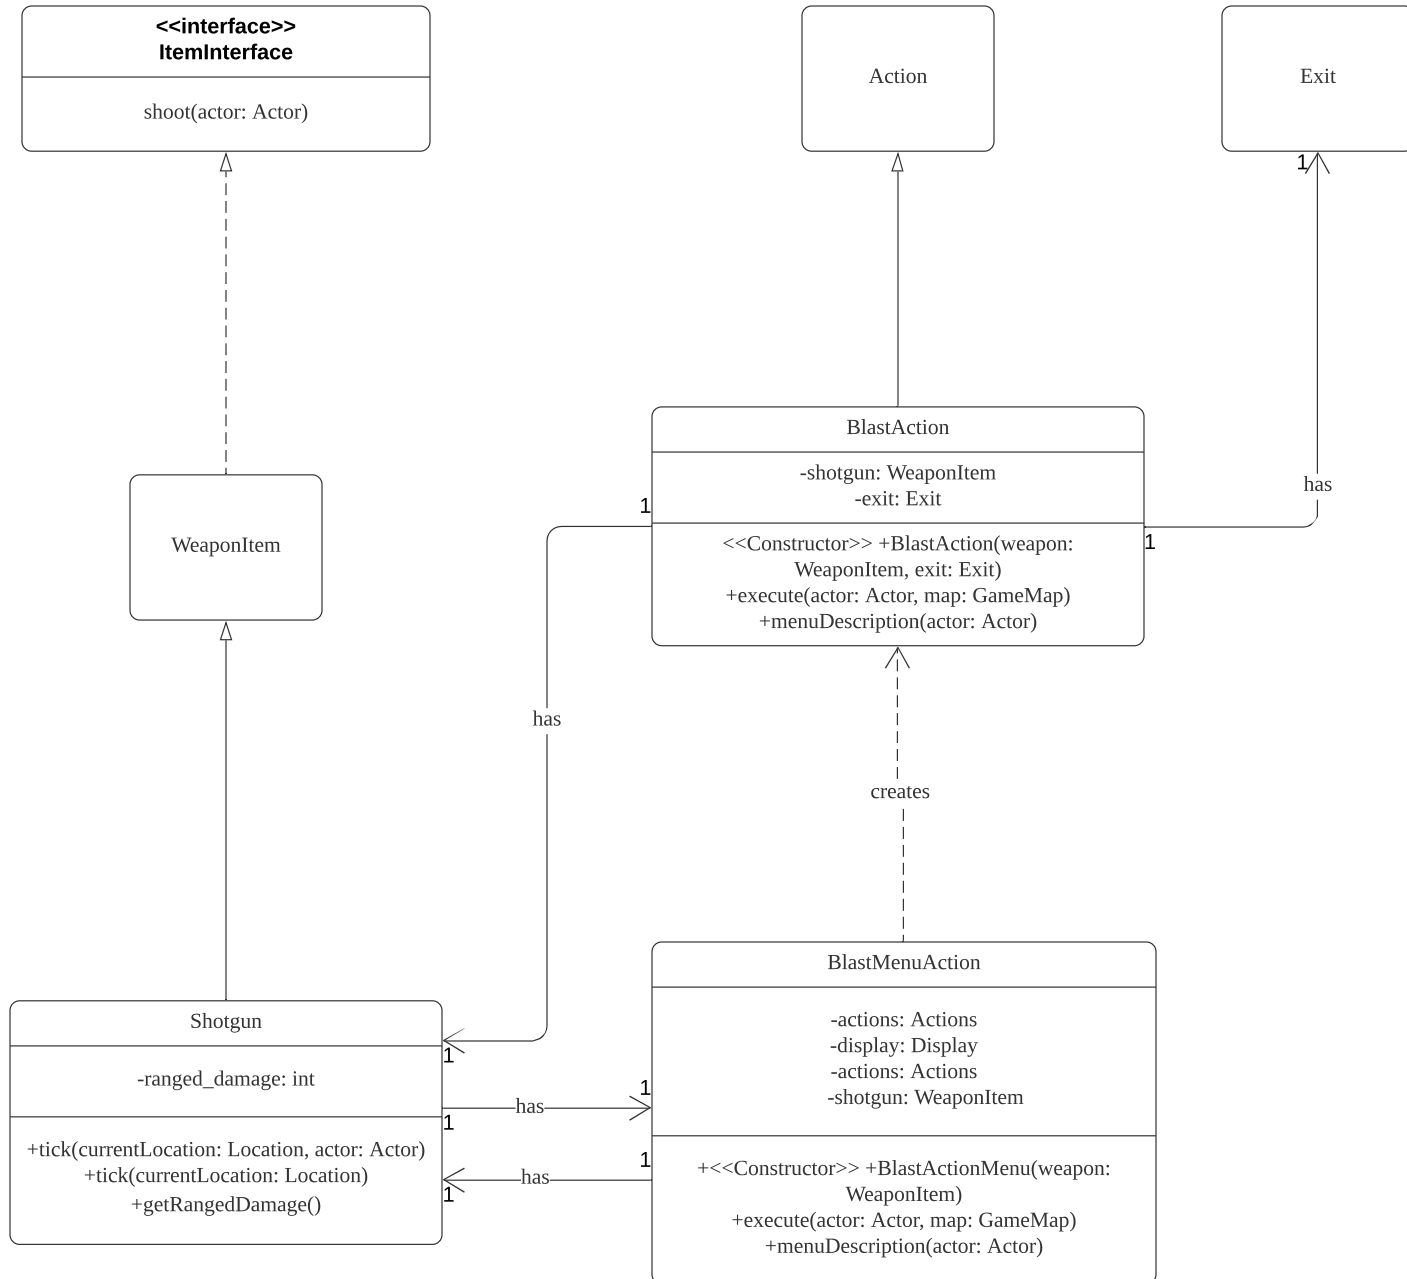 <<interface>>
ItemInterface
shoot(actor: Actor)
Action
Exit
1
WeaponItem
BlastAction
-shotgun: WeaponItem
-exit: Exit
<<Constructor>> +BlastAction(weapon:
WeaponItem, exit: Exit)
+execute(actor: Actor, map: GameMap)
+menuDescription(actor: Actor)
1
1
has
has
creates
Shotgun
-ranged_damage: int
+tick(currentLocation: Location, actor: Actor)
+tick(currentLocation: Location)
+getRangedDamage()
1
1
has
1
1
has
1
BlastMenuAction
-actions: Actions
-display: Display
-actions: Actions
-shotgun: WeaponItem
+<<Constructor>> +BlastActionMenu(weapon:
WeaponItem)
+execute(actor: Actor, map: GameMap)
+menuDescription(actor: Actor)